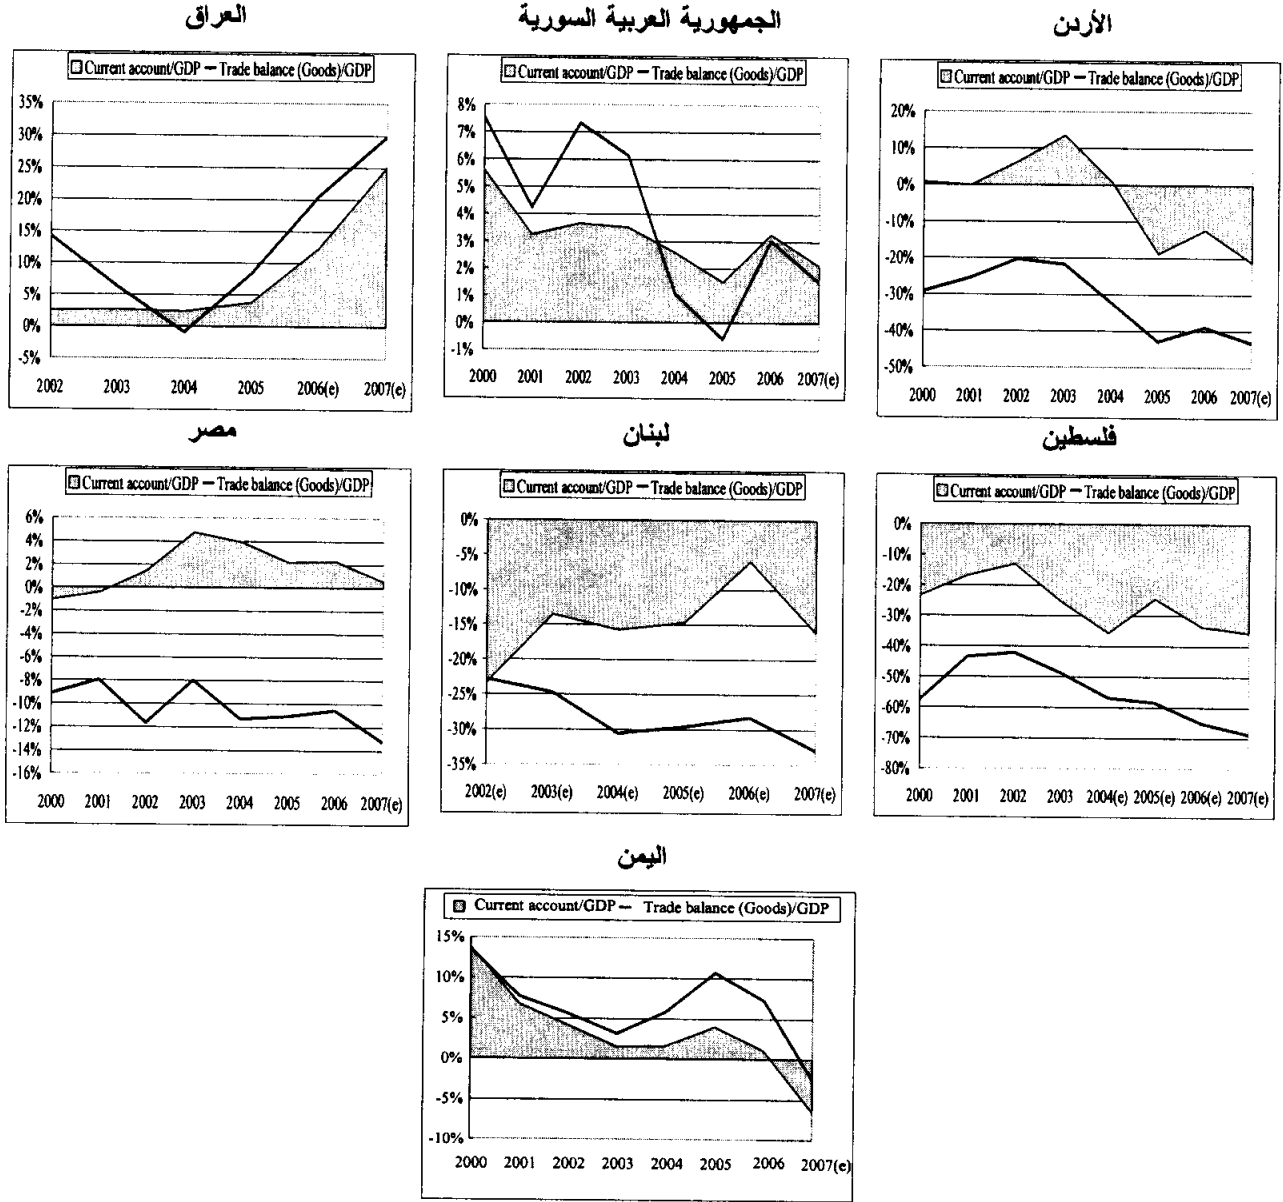 العراق
Current account/GDP Trade balance (Goods)/GDP
35%
30%
25%
20%
15%
10%
5%
0%
-5%
2002 2003 2004 2005 2006(e) 2007(e)
الجمهورية العربية السورية
Current account/GDP Trade balance (Goods)/GDP
8%
7%
6%
5%
4%
3%
2%
1%
0%
-1%
2000 2001 2002 2003 2004 2005 2006 2007(e)
الأردن
Current account/GDP Trade balance (Goods)/GDP
20%
10%
0%
-10%
-20%
-30%
-40%
-50%
2000 2001 2002 2003 2004 2005 2006 2007(e)
مصر
Current account/GDP Trade balance (Goods)/GDP
6%
4%
2%
0%
-2%
-4%
-6%
-8%
-10%
-12%
-14%
-16%
2000 2001 2002 2003 2004 2005 2006 2007(e)
لبنان
Current account/GDP Trade balance (Goods)/GDP
0%
-5%
-10%
-15%
-20%
-25%
-30%
-35%
2002(e) 2003(e) 2004(e) 2005(e) 2006(e) 2007(e)
فلسطين
Current account/GDP Trade balance (Goods)/GDP
0%
-10%
-20%
-30%
-40%
-50%
-60%
-70%
-80%
2000 2001 2002 2003 2004(e) 2005(e) 2006(e) 2007(e)
اليمن
Current account/GDP Trade balance (Goods)/GDP
15%
10%
5%
0%
-5%
-10%
2000 2001 2002 2003 2004 2005 2006 2007(e)